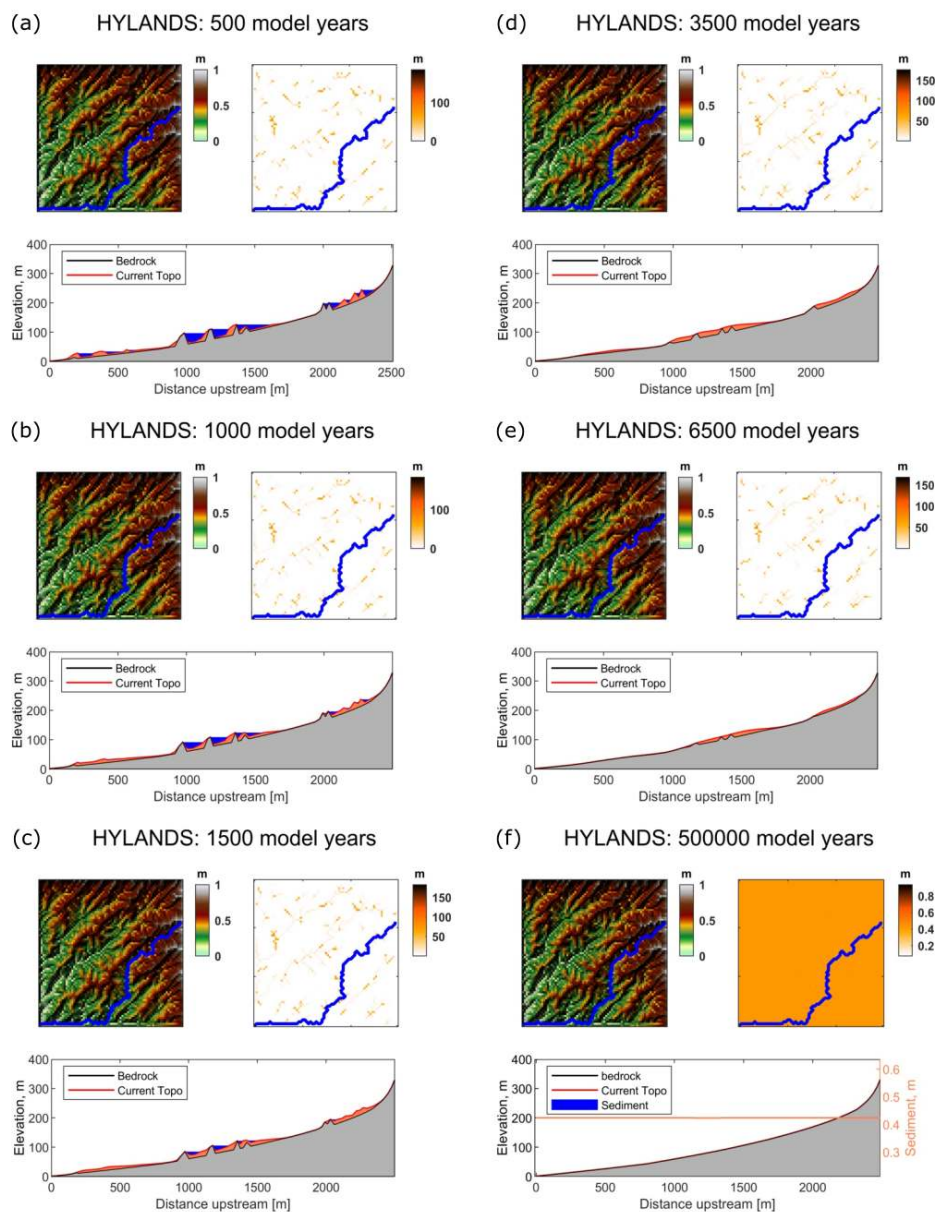 (a) HYLANDS: 500 model years
m
1
0.5
0
m
100
400
300
200
100
0
Elevation, m
Bedrock
Current Topo
0 500 1000 1500 2000 2500
Distance upstream [m]
(d) HYLANDS: 3500 model years
m
1
0.5
0
m
150
100
50
400
300
200
100
0
Elevation, m
Bedrock
Current Topo
0 500 1000 1500 2000
Distance upstream [m]
(b) HYLANDS: 1000 model years
m
1
0.5
0
m
100
0
400
300
200
100
0
Elevation, m
Bedrock
Current Topo
0 500 1000 1500 2000
Distance upstream [m]
(e) HYLANDS: 6500 model years
m
1
0.5
0
m
150
100
50
400
300
200
100
0
Elevation, m
Bedrock
Current Topo
0 500 1000 1500 2000
Distance upstream [m]
(c) HYLANDS: 1500 model years
m
1
0.5
0
m
150
100
50
400
300
200
100
0
Elevation, m
Bedrock
Current Topo
0 500 1000 1500 2000
Distance upstream [m]
(f) HYLANDS: 500000 model years
m
1
0.5
0
m
0.8
0.6
0.4
0.2
400
300
200
100
0
Elevation, m
bedrock
Current Topo
Sediment
0.6
0.5
0.4
0.3
Sediment, m
0 500 1000 1500 2000
Distance upstream [m]